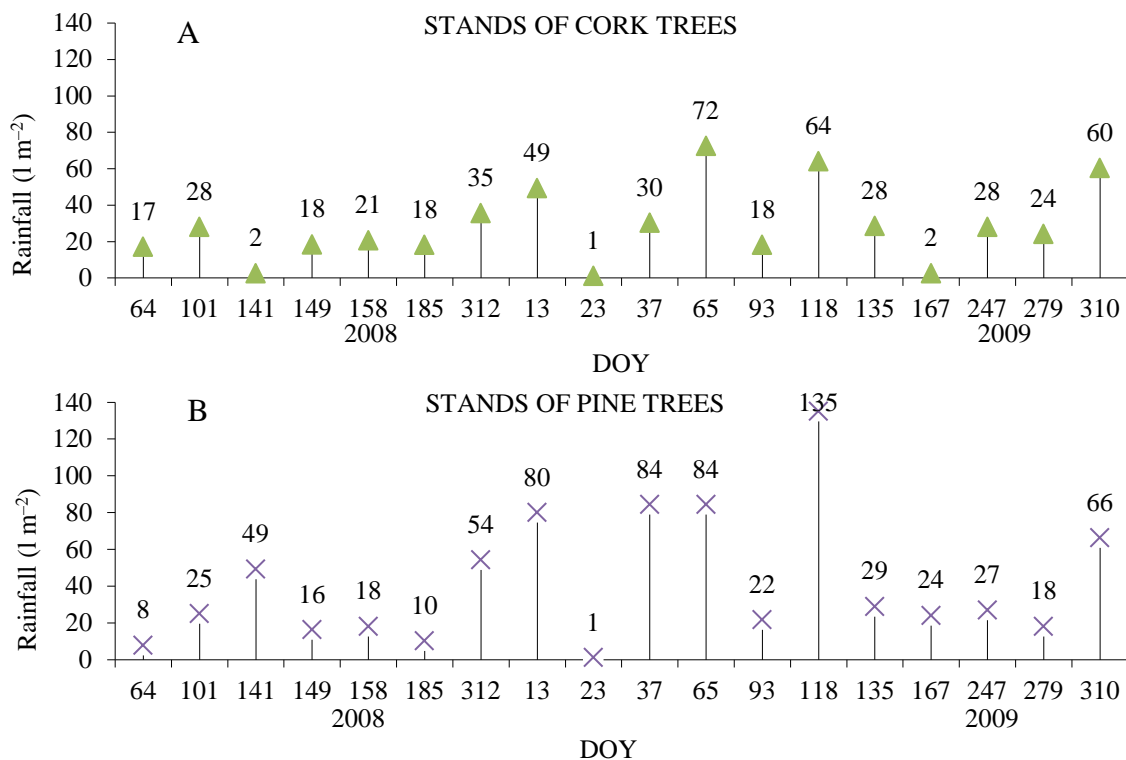 A
STANDS OF CORK TREES
Rainfall (l m⁻²)
140
120
100
80
60
40
20
0
17 28 2 18 21 18 35 49 1 30 72 18 64 28 2 28 24 60
64 101 141 149 158 185 312 13 23 37 65 93 118 135 167 247 279 310
2008 2009
DOY
B
STANDS OF PINE TREES
Rainfall (l m⁻²)
140
120
100
80
60
40
20
0
8 25 49 16 18 10 54 80 1 84 84 22 135 29 24 27 18 66
64 101 141 149 158 185 312 13 23 37 65 93 118 135 167 247 279 310
2008 2009
DOY